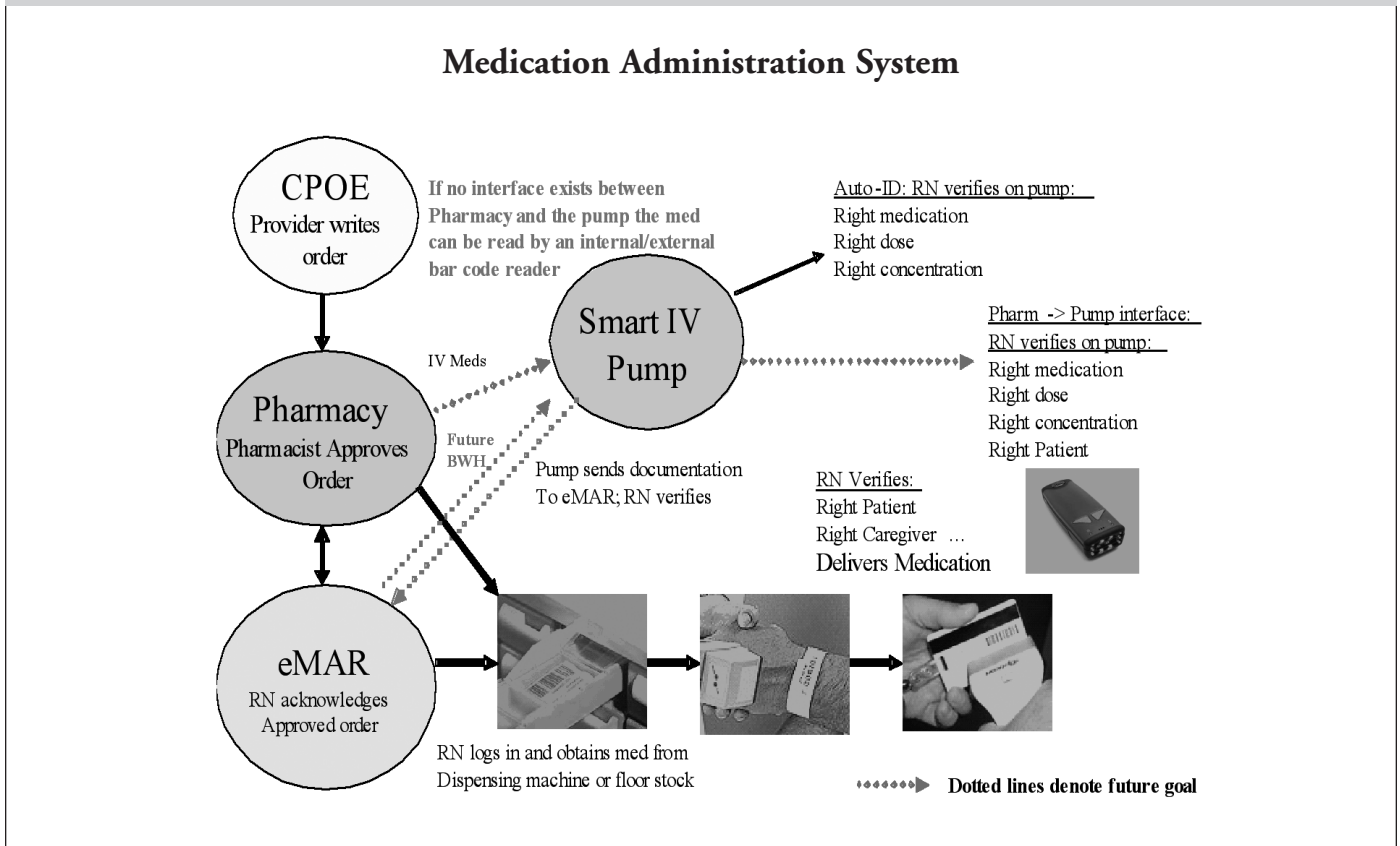 Medication Administration System
CPOE
Provider writes
order
If no interface exists between
Pharmacy and the pump the med
can be read by an internal/external
bar code reader
Auto-ID: RN verifies on pump:
Right medication
Right dose
Right concentration
Smart IV
Pump
Pharm -> Pump interface:
RN verifies on pump:
Right medication
Right dose
Right concentration
Right Patient
IV Meds
Pharmacy
Pharmacist Approves
Order
Future
BWH
Pump sends documentation
To eMAR; RN verifies
RN Verifies:
Right Patient
Right Caregiver ...
Delivers Medication
eMAR
RN acknowledges
Approved order
RN logs in and obtains med from
Dispensing machine or floor stock
Dotted lines denote future goal